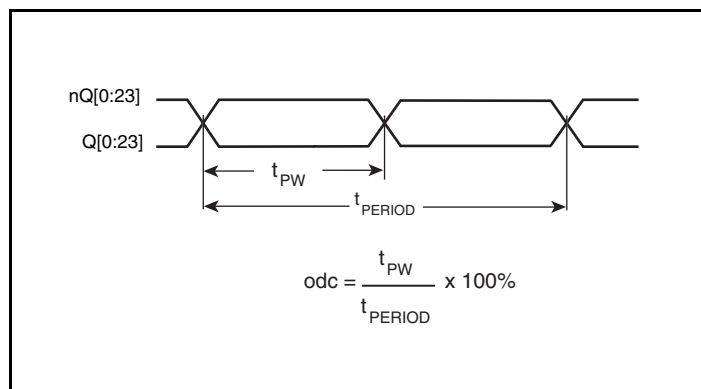 nQ[0:23]
Q[0:23]
tPW
tPERIOD
odc = tPW / tPERIOD x 100%